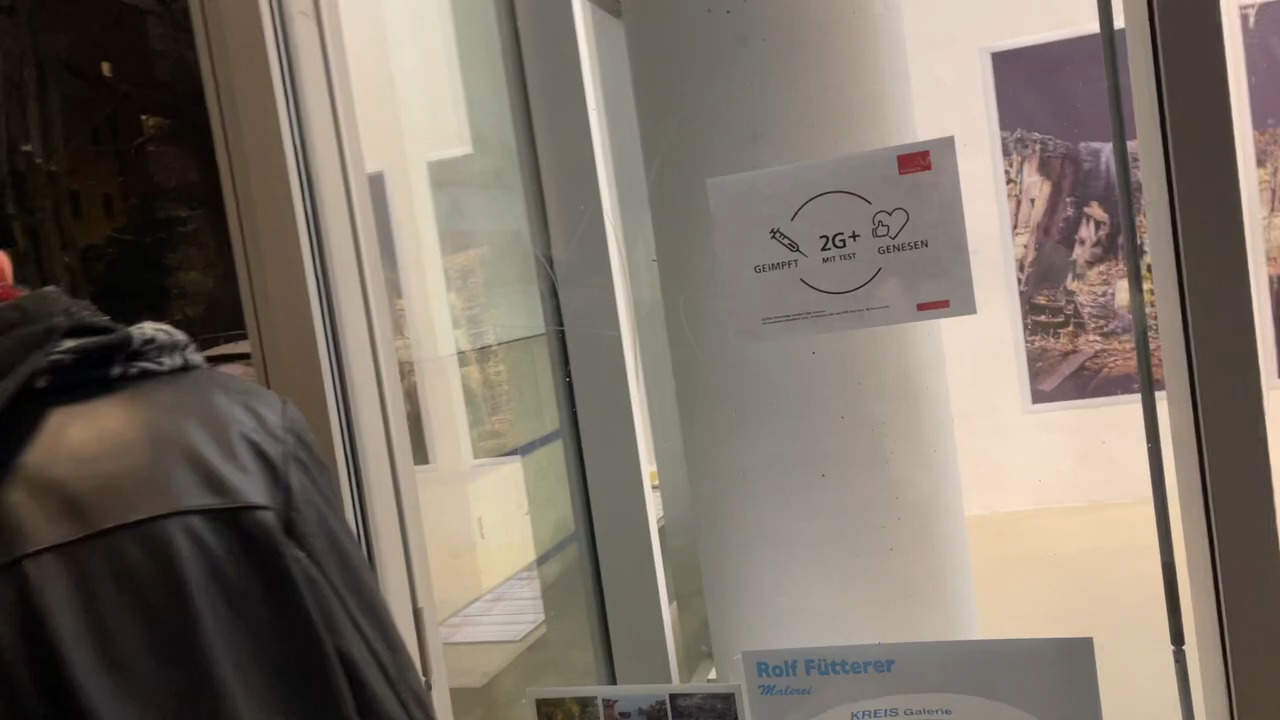 GEIMPFT
2G+
MIT TEST
GENESEN
Rolf Fütterer
Malerei
KREIS Galerie